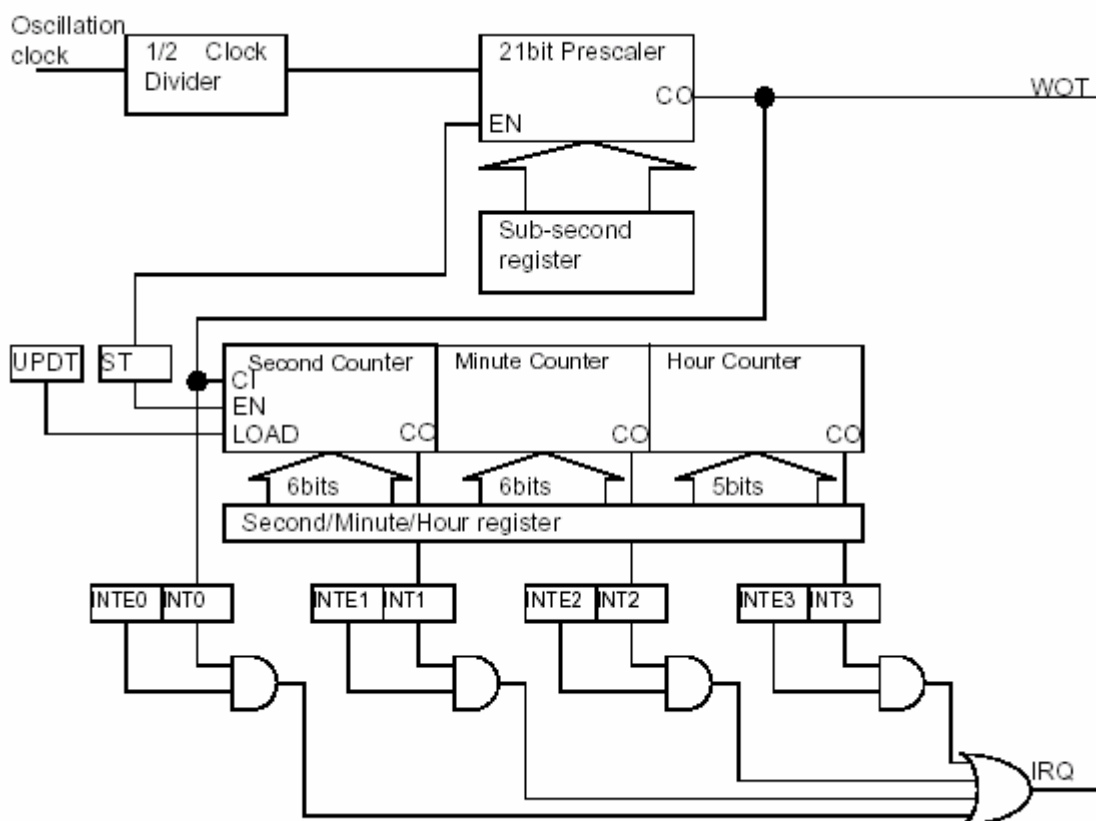 Oscillation
clock
1/2 Clock
Divider
21bit Prescaler
CO
EN
WOT
Sub-second
register
UPDT
ST
Second Counter
CI
EN
LOAD
CO
Minute Counter
CO
Hour Counter
CO
6bits
6bits
5bits
Second/Minute/Hour register
INTE0
INT0
INTE1
INT1
INTE2
INT2
INTE3
INT3
IRQ